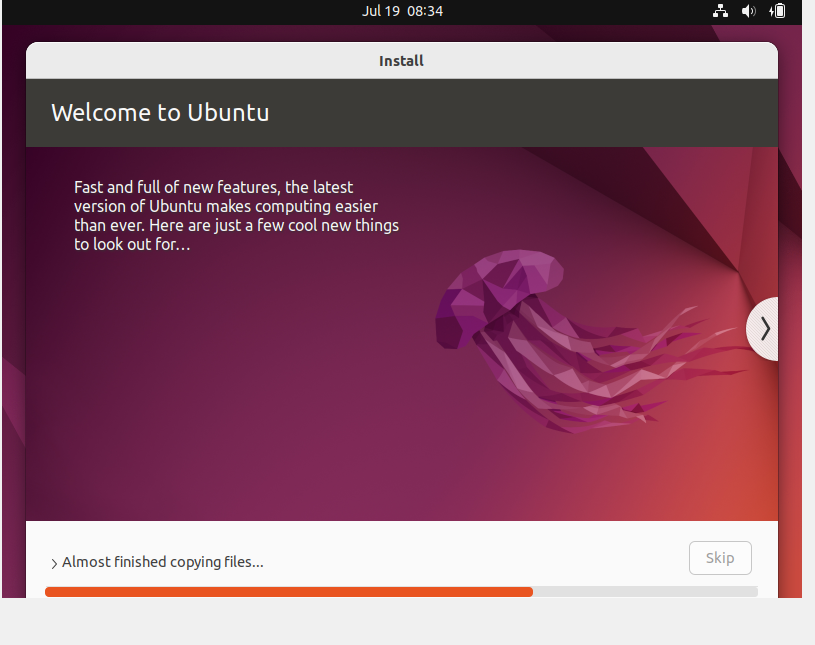 Jul 19 08:34
Install
Welcome to Ubuntu
Fast and full of new features, the latest
version of Ubuntu makes computing easier
than ever. Here are just a few cool new things
to look out for…
Almost finished copying files...
Skip